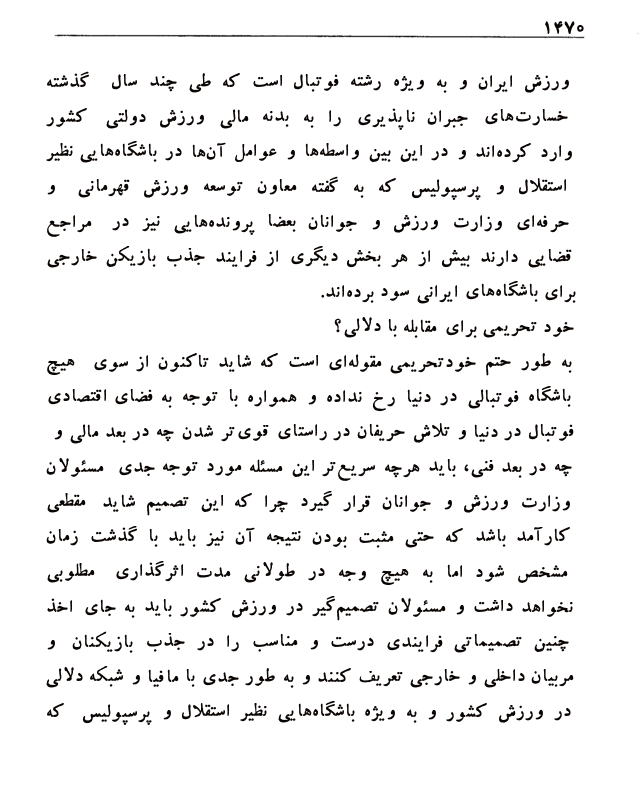 ۱۴۷۰
ورزش ایران و به ویژه رشته فوتبال است که طی چند سال گذشته
خسارت‌های جبران ناپذیری را به بدنه مالی ورزش دولتی کشور
وارد کرده‌اند و در این بین واسطه‌ها و عوامل آن‌ها در باشگاه‌هایی نظیر
استقلال و پرسپولیس که به گفته معاون توسعه ورزش قهرمانی و
حرفه‌ای وزارت ورزش و جوانان بعضا پرونده‌هایی نیز در مراجع
قضایی دارند بیش از هر بخش دیگری از فرایند جذب بازیکن خارجی
برای باشگاه‌های ایرانی سود برده‌اند.
خود تحریمی برای مقابله با دلالی؟
به طور حتم خودتحریمی مقوله‌ای است که شاید تاکنون از سوی هیچ
باشگاه فوتبالی در دنیا رخ نداده و همواره با توجه به فضای اقتصادی
فوتبال در دنیا و تلاش حریفان در راستای قوی‌تر شدن چه در بعد مالی و
چه در بعد فنی، باید هرچه سریع‌تر این مسئله مورد توجه جدی مسئولان
وزارت ورزش و جوانان قرار گیرد چرا که این تصمیم شاید مقطعی
کارآمد باشد که حتی مثبت بودن نتیجه آن نیز باید با گذشت زمان
مشخص شود اما به هیچ وجه در طولانی مدت اثرگذاری مطلوبی
نخواهد داشت و مسئولان تصمیم‌گیر در ورزش کشور باید به جای اخذ
چنین تصمیماتی فرایندی درست و مناسب را در جذب بازیکنان و
مربیان داخلی و خارجی تعریف کنند و به طور جدی با مافیا و شبکه دلالی
در ورزش کشور و به ویژه باشگاه‌هایی نظیر استقلال و پرسپولیس که